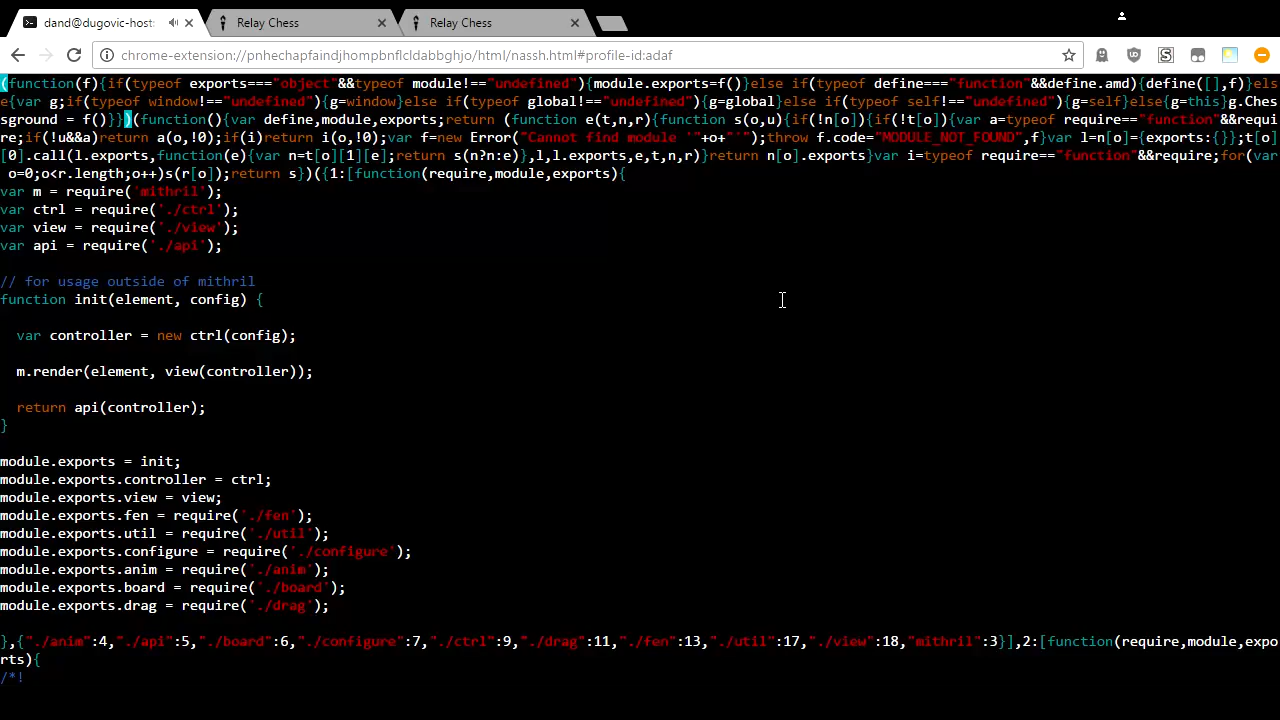 dand@dugovic-host:
Relay Chess
Relay Chess
chrome-extension://pnhechapfaindjhompbnflcldabbghjo/html/nassh.html#profile-id:adaf
(function(f){if(typeof exports==="object"&&typeof module!=="undefined"){module.exports=f()}else if(typeof define==="function"&&define.amd){define([],f)}els
e{var g;if(typeof window!=="undefined"){g=window}else if(typeof global!=="undefined"){g=global}else if(typeof self!=="undefined"){g=self}else{g=this}g.Ches
sground = f()}})(function(){var define,module,exports;return (function e(t,n,r){function s(o,u){if(!n[o]){if(!t[o]){var a=typeof require=="function"&&requi
re;if(!u&&a)return a(o,!0);if(i)return i(o,!0);var f=new Error("Cannot find module '"+o+"'");throw f.code="MODULE_NOT_FOUND",f}var l=n[o]={exports:{}};t[o]
[0].call(l.exports,function(e){var n=t[o][1][e];return s(n?n:e)},l,l.exports,e,t,n,r)}return n[o].exports}var i=typeof require=="function"&&require;for(var
 o=0;o<r.length;o++)s(r[o]);return s})({1:[function(require,module,exports){
var m = require('mithril');
var ctrl = require('./ctrl');
var view = require('./view');
var api = require('./api');
// for usage outside of mithril
function init(element, config) {
  var controller = new ctrl(config);
  m.render(element, view(controller));
  return api(controller);
}
module.exports = init;
module.exports.controller = ctrl;
module.exports.view = view;
module.exports.fen = require('./fen');
module.exports.util = require('./util');
module.exports.configure = require('./configure');
module.exports.anim = require('./anim');
module.exports.board = require('./board');
module.exports.drag = require('./drag');
},{"./anim":4,"./api":5,"./board":6,"./configure":7,"./ctrl":9,"./drag":11,"./fen":13,"./util":17,"./view":18,"mithril":3}],2:[function(require,module,expo
rts){
/*!